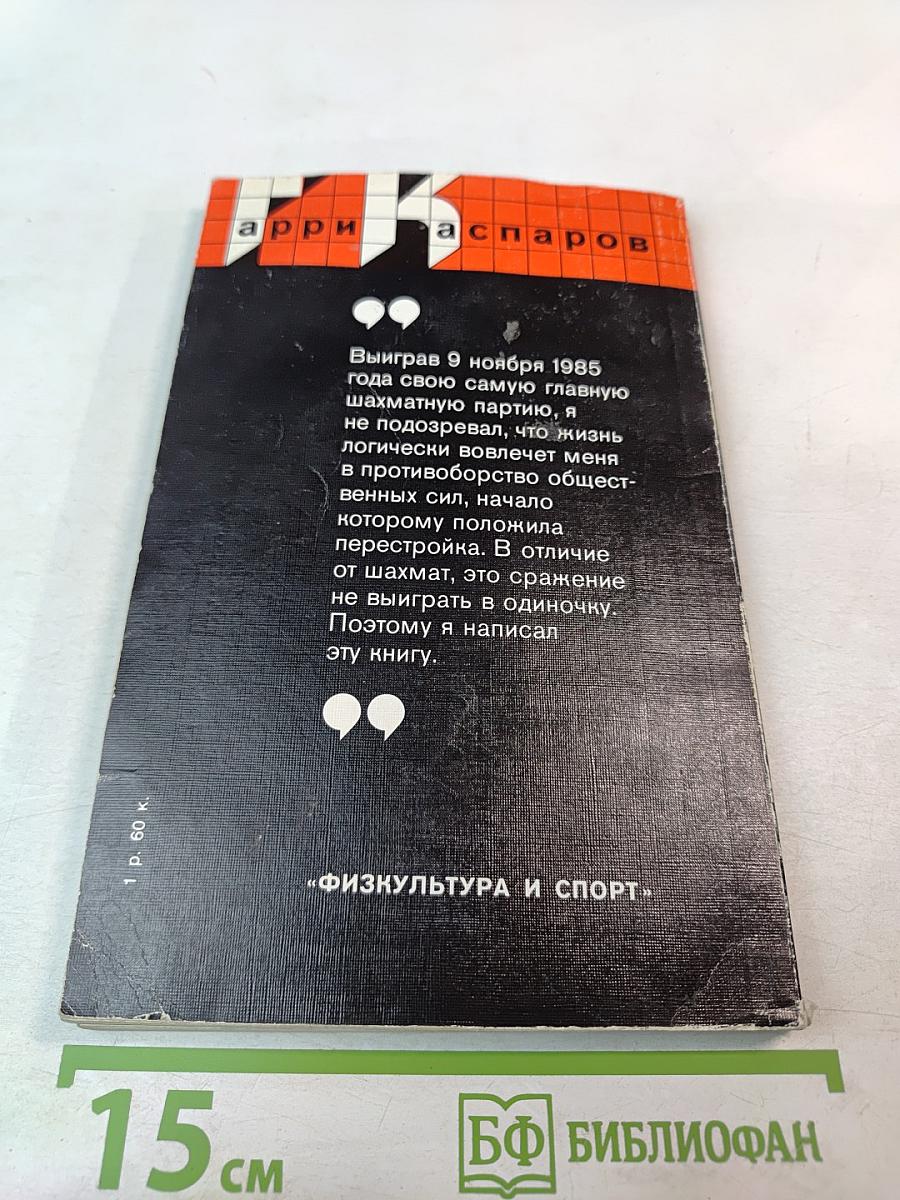 Гарри Каспаров
Выиграв 9 ноября 1985
года свою самую главную
шахматную партию, я
не подозревал, что жизнь
логически вовлечет меня
в противоборство общест-
венных сил, начало
которому положила
перестройка. В отличие
от шахмат, это сражение
не выиграть в одиночку.
Поэтому я написал
эту книгу.
1 р. 60 к.
«ФИЗКУЛЬТУРА И СПОРТ»
15 см
БФ БИБЛИОФАН